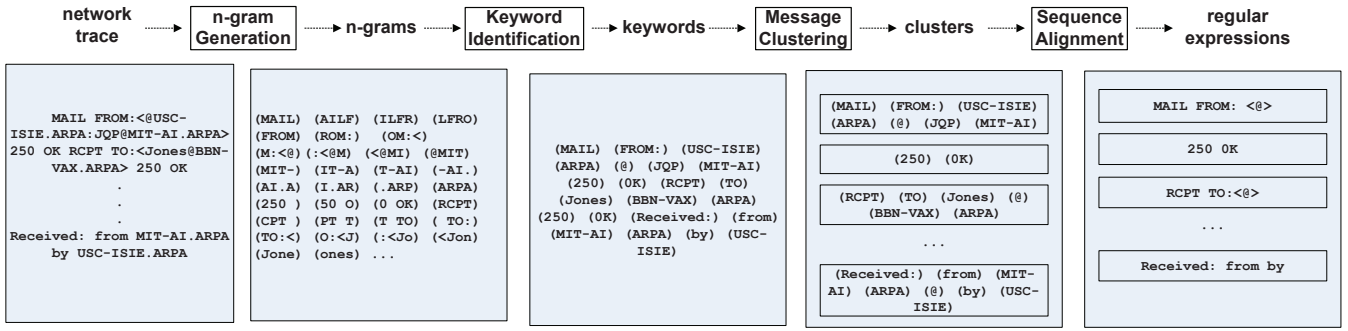 network trace
n-gram Generation
n-grams
Keyword Identification
keywords
Message Clustering
clusters
Sequence Alignment
regular expressions
MAIL FROM:<@USC-
ISIE.ARPA:JQP@MIT-AI.ARPA>
250 OK RCPT TO:<Jones@BBN-
VAX.ARPA> 250 OK
.
.
.
Received: from MIT-AI.ARPA
by USC-ISIE.ARPA
(MAIL) (AILF) (ILFR) (LFRO)
(FROM) (ROM:) (OM:<)
(M:<@) (:<@M) (<@MI) (@MIT)
(MIT-) (IT-A) (T-AI) (-AI.)
(AI.A) (I.AR) (.ARP) (ARPA)
(250 ) (50 O) (0 OK) (RCPT)
(CPT ) (PT T) (T TO) ( TO:)
(TO:<) (O:<J) (:<Jo) (<Jon)
(Jone) (ones) ...
(MAIL) (FROM:) (USC-ISIE)
(ARPA) (@) (JQP) (MIT-AI)
(250) (0K) (RCPT) (TO)
(Jones) (BBN-VAX) (ARPA)
(250) (0K) (Received:) (from)
(MIT-AI) (ARPA) (by) (USC-
ISIE)
(MAIL) (FROM:) (USC-ISIE)
(ARPA) (@) (JQP) (MIT-AI)
(250) (0K)
(RCPT) (TO) (Jones) (@)
(BBN-VAX) (ARPA)
...
(Received:) (from) (MIT-
AI) (ARPA) (@) (by) (USC-
ISIE)
MAIL FROM: <@>
250 0K
RCPT TO:<@>
...
Received: from by